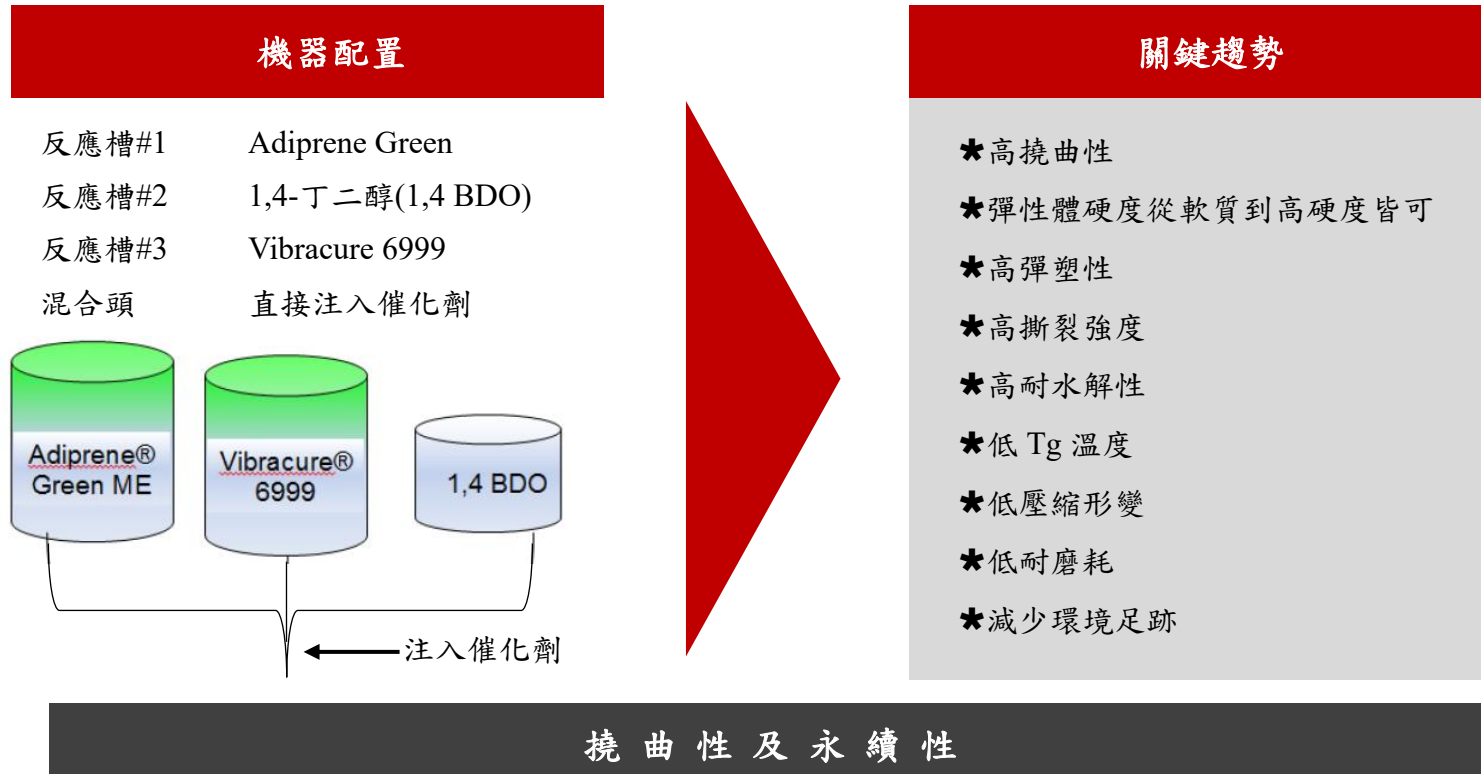 機器配置
反應槽#1 Adiprene Green
反應槽#2 1,4-丁二醇(1,4 BDO)
反應槽#3 Vibracure 6999
混合頭 直接注入催化劑
Adiprene®
Green ME
Vibracure®
6999
1,4 BDO
注入催化劑
關鍵趨勢
★高撓曲性
★彈性體硬度從軟質到高硬度皆可
★高彈塑性
★高撕裂強度
★高耐水解性
★低 Tg 溫度
★低壓縮形變
★低耐磨耗
★減少環境足跡
撓曲性及永續性